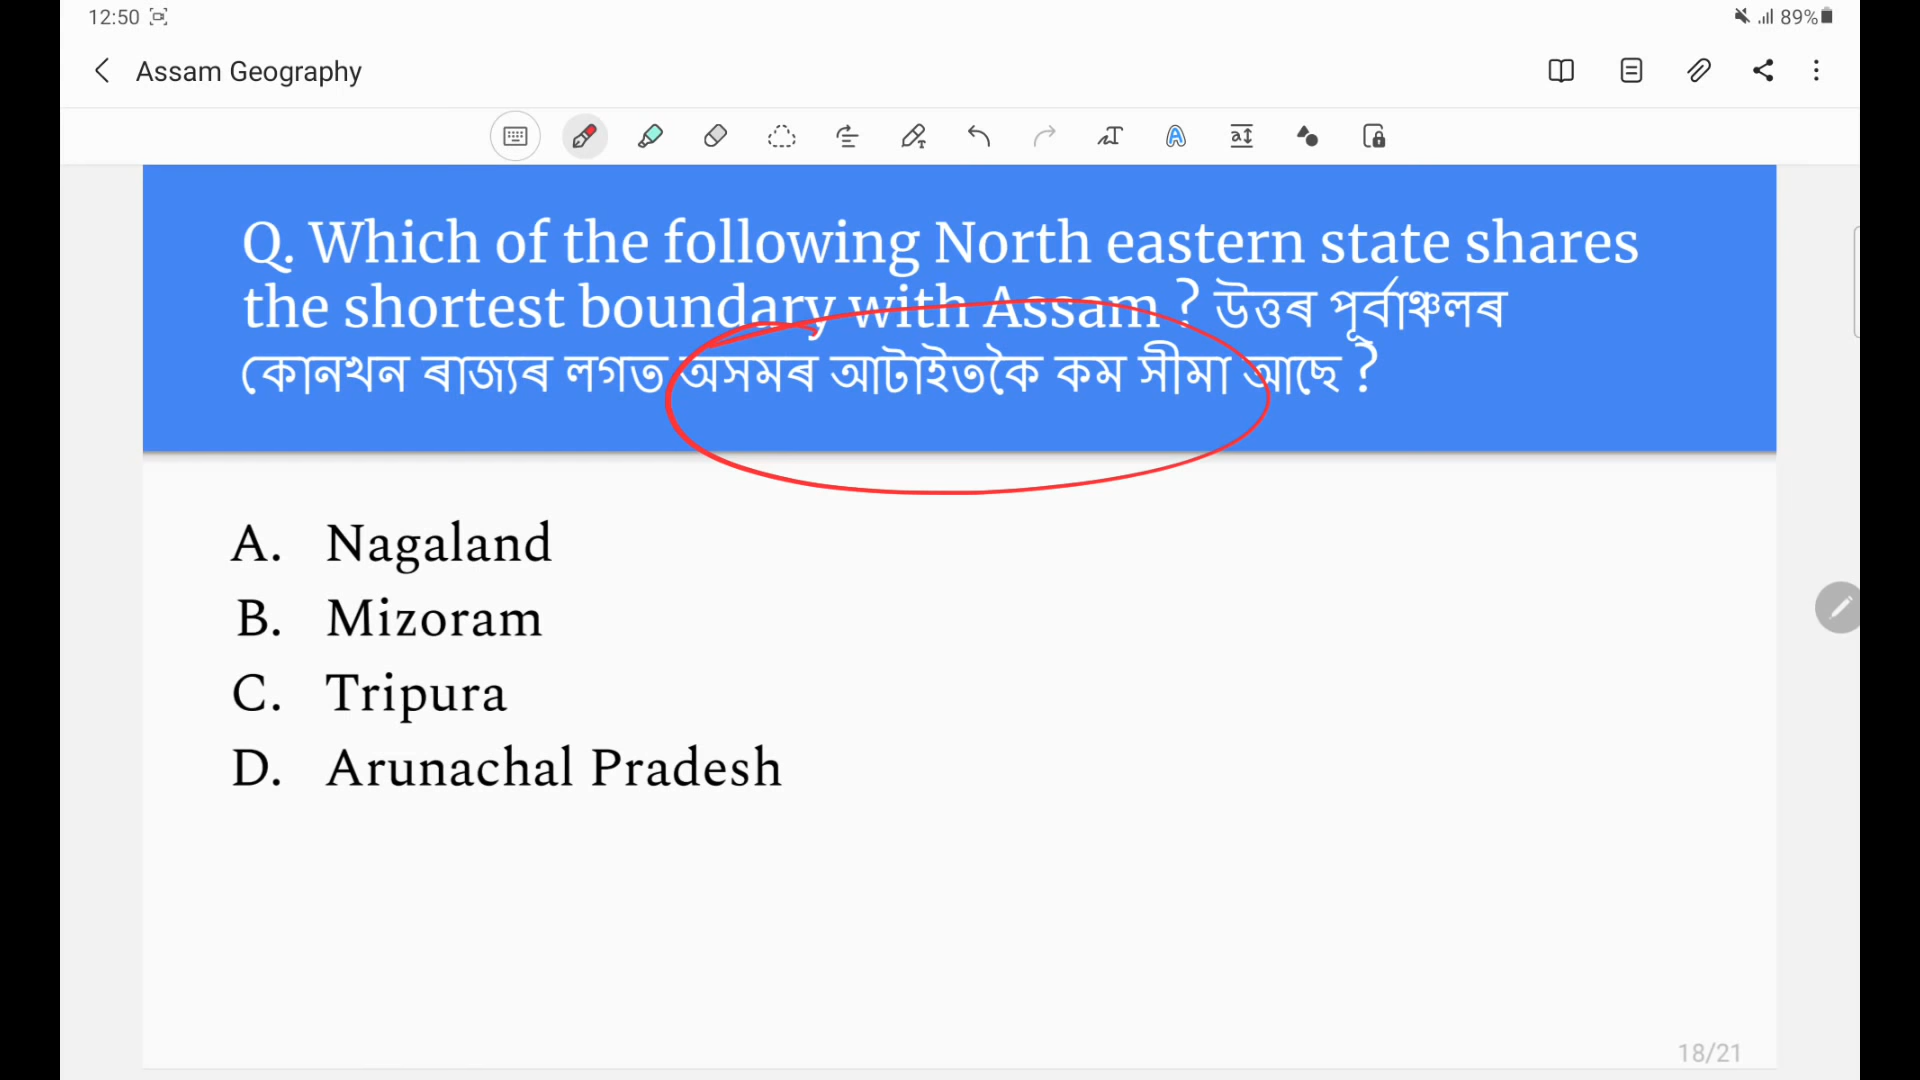 12:50
89%
Assam Geography
Q. Which of the following North eastern state shares
the shortest boundary with Assam ? উত্তৰ পূৰ্বাঞ্চলৰ
কোনখন ৰাজ্যৰ লগত অসমৰ আটাইতকৈ কম সীমা আছে ?
A. Nagaland
B. Mizoram
C. Tripura
D. Arunachal Pradesh
18/21